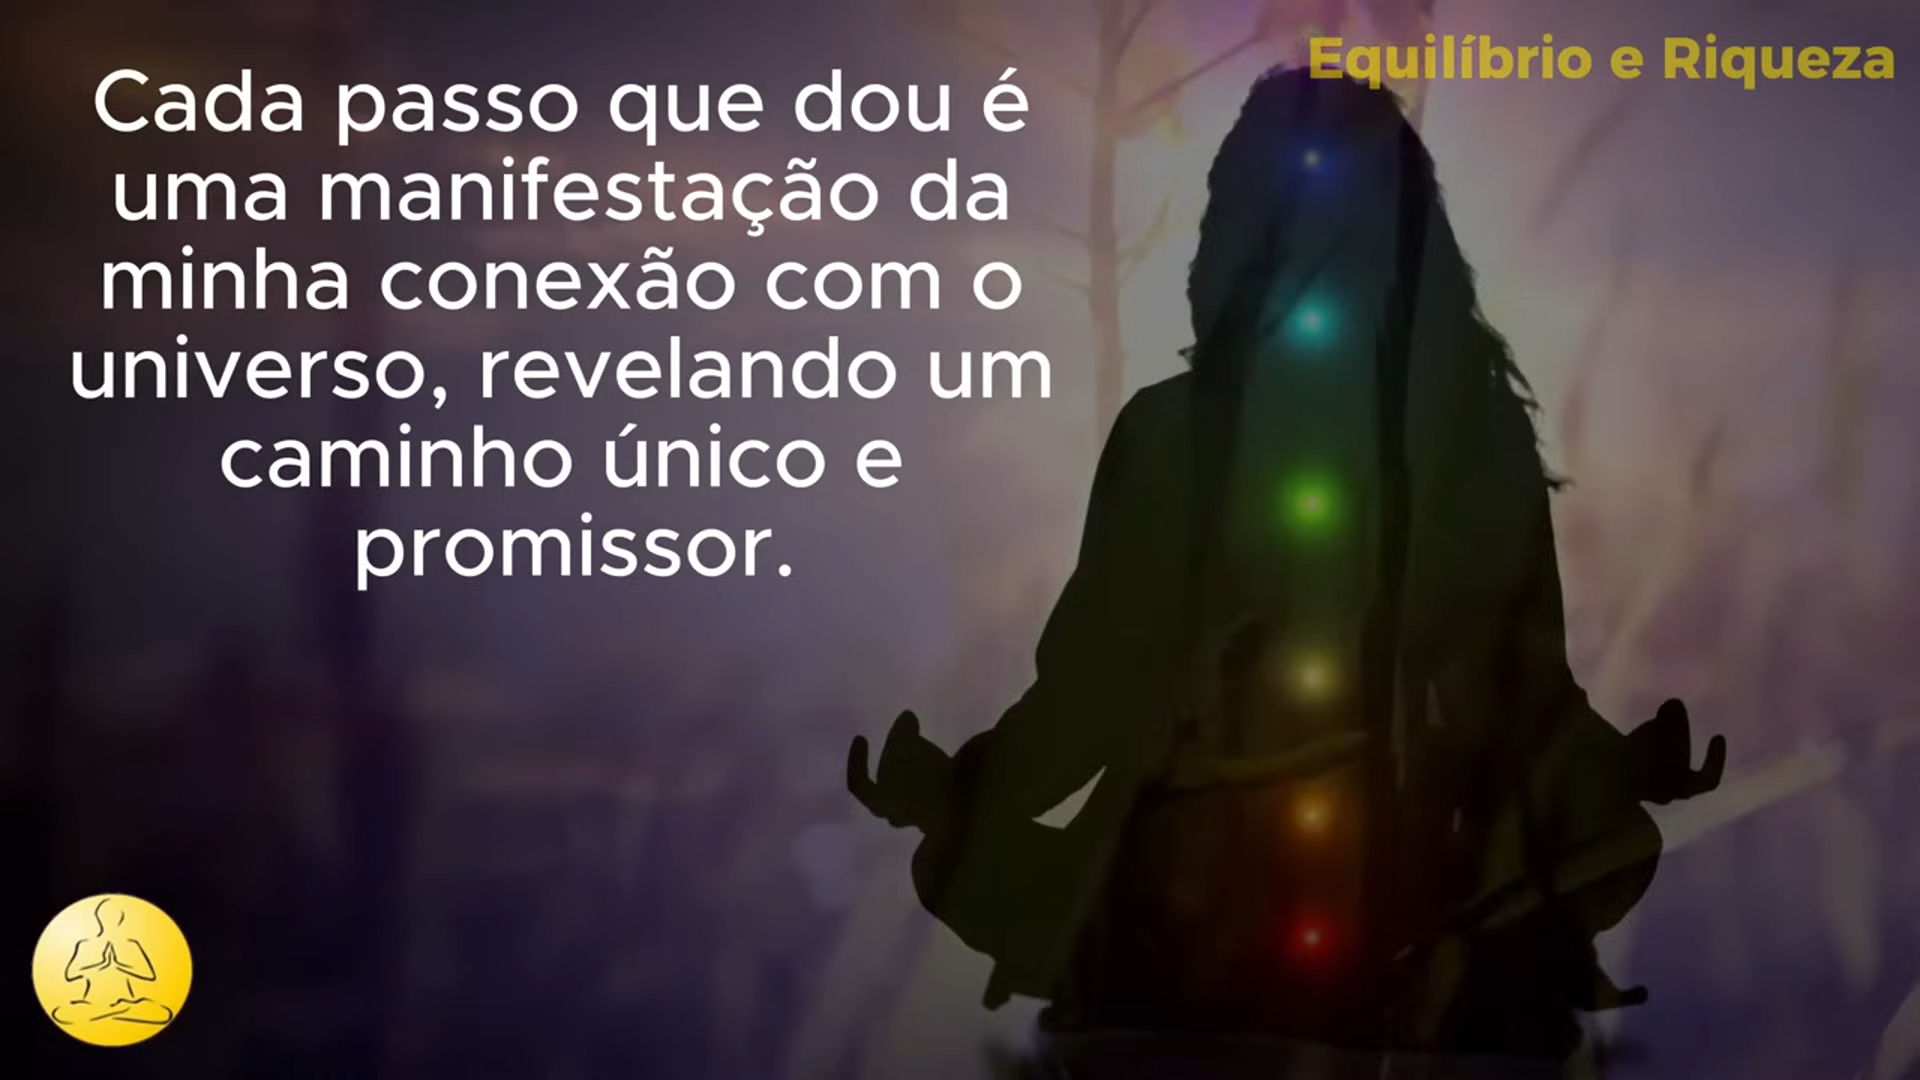 Equilíbrio e Riqueza
Cada passo que dou é
uma manifestação da
minha conexão com o
universo, revelando um
caminho único e
promissor.